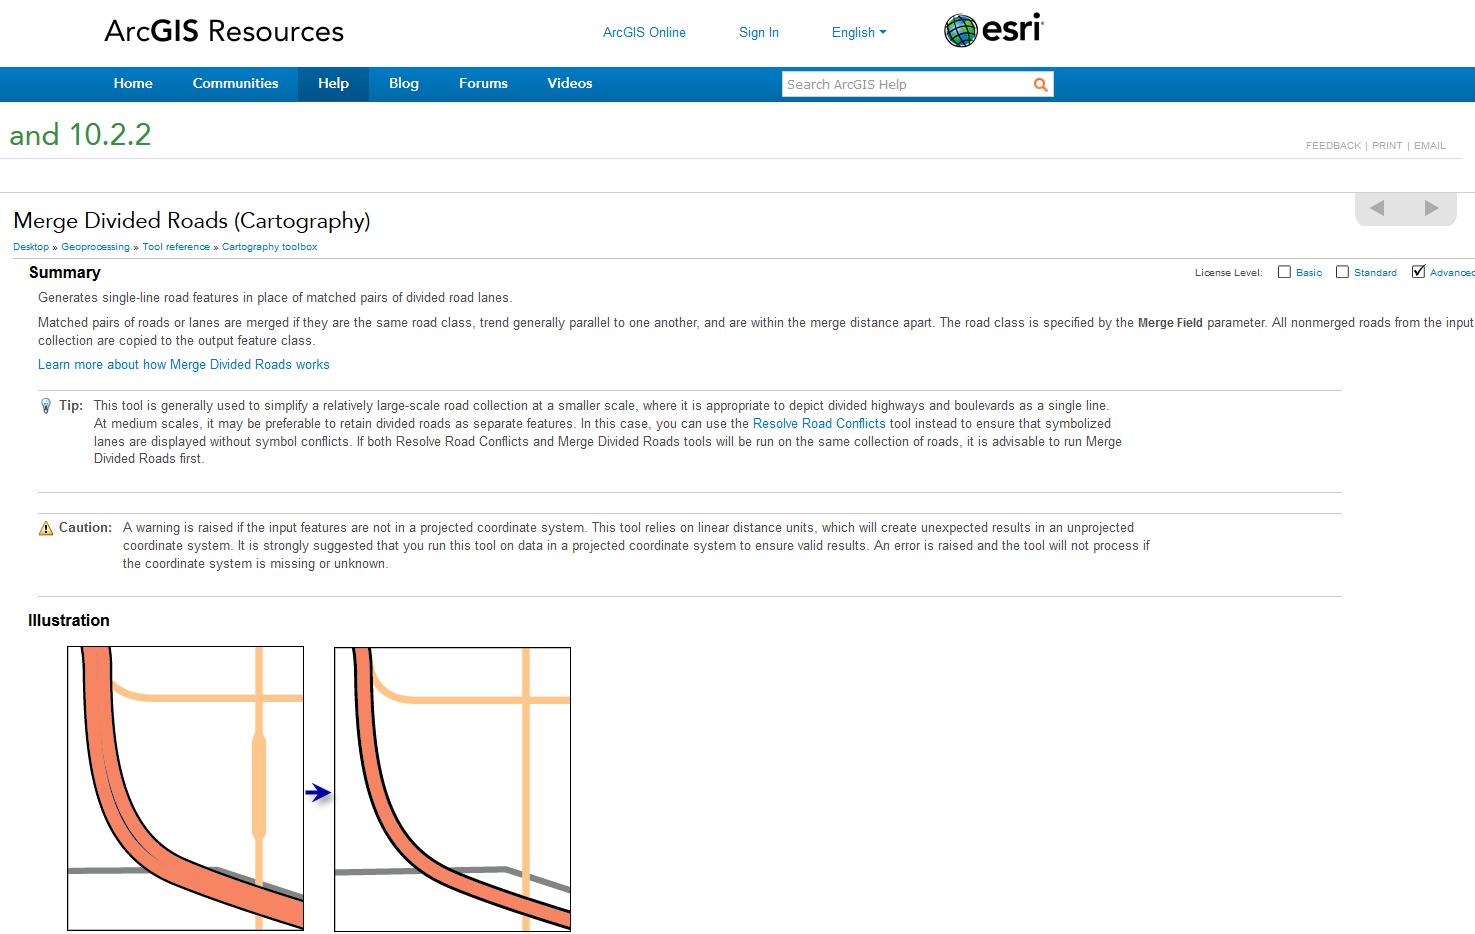 ArcGIS Resources
ArcGIS Online
Sign In
English
esri
Home
Communities
Help
Blog
Forums
Videos
Search ArcGIS Help
and 10.2.2
FEEDBACK | PRINT | EMAIL
Merge Divided Roads (Cartography)
Desktop » Geoprocessing » Tool reference » Cartography toolbox
Summary
License Level: Basic Standard Advanced
Generates single-line road features in place of matched pairs of divided road lanes.
Matched pairs of roads or lanes are merged if they are the same road class, trend generally parallel to one another, and are within the merge distance apart. The road class is specified by the Merge Field parameter. All nonmerged roads from the input
collection are copied to the output feature class.
Learn more about how Merge Divided Roads works
Tip: This tool is generally used to simplify a relatively large-scale road collection at a smaller scale, where it is appropriate to depict divided highways and boulevards as a single line.
At medium scales, it may be preferable to retain divided roads as separate features. In this case, you can use the Resolve Road Conflicts tool instead to ensure that symbolized
lanes are displayed without symbol conflicts. If both Resolve Road Conflicts and Merge Divided Roads tools will be run on the same collection of roads, it is advisable to run Merge
Divided Roads first.
Caution: A warning is raised if the input features are not in a projected coordinate system. This tool relies on linear distance units, which will create unexpected results in an unprojected
coordinate system. It is strongly suggested that you run this tool on data in a projected coordinate system to ensure valid results. An error is raised and the tool will not process if
the coordinate system is missing or unknown.
Illustration